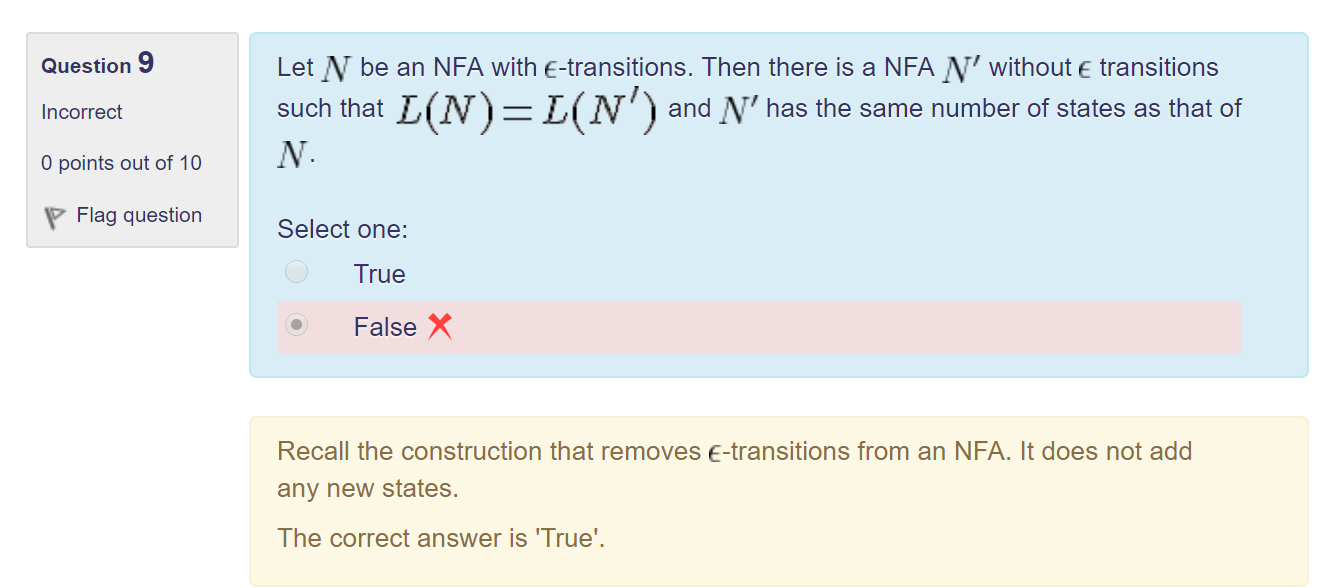 Question 9
Incorrect
0 points out of 10
Flag question
Let N be an NFA with ϵ-transitions. Then there is a NFA N′ without ϵ transitions
such that L(N) = L(N′) and N′ has the same number of states as that of
N.
Select one:
True
False
Recall the construction that removes ϵ-transitions from an NFA. It does not add
any new states.
The correct answer is 'True'.